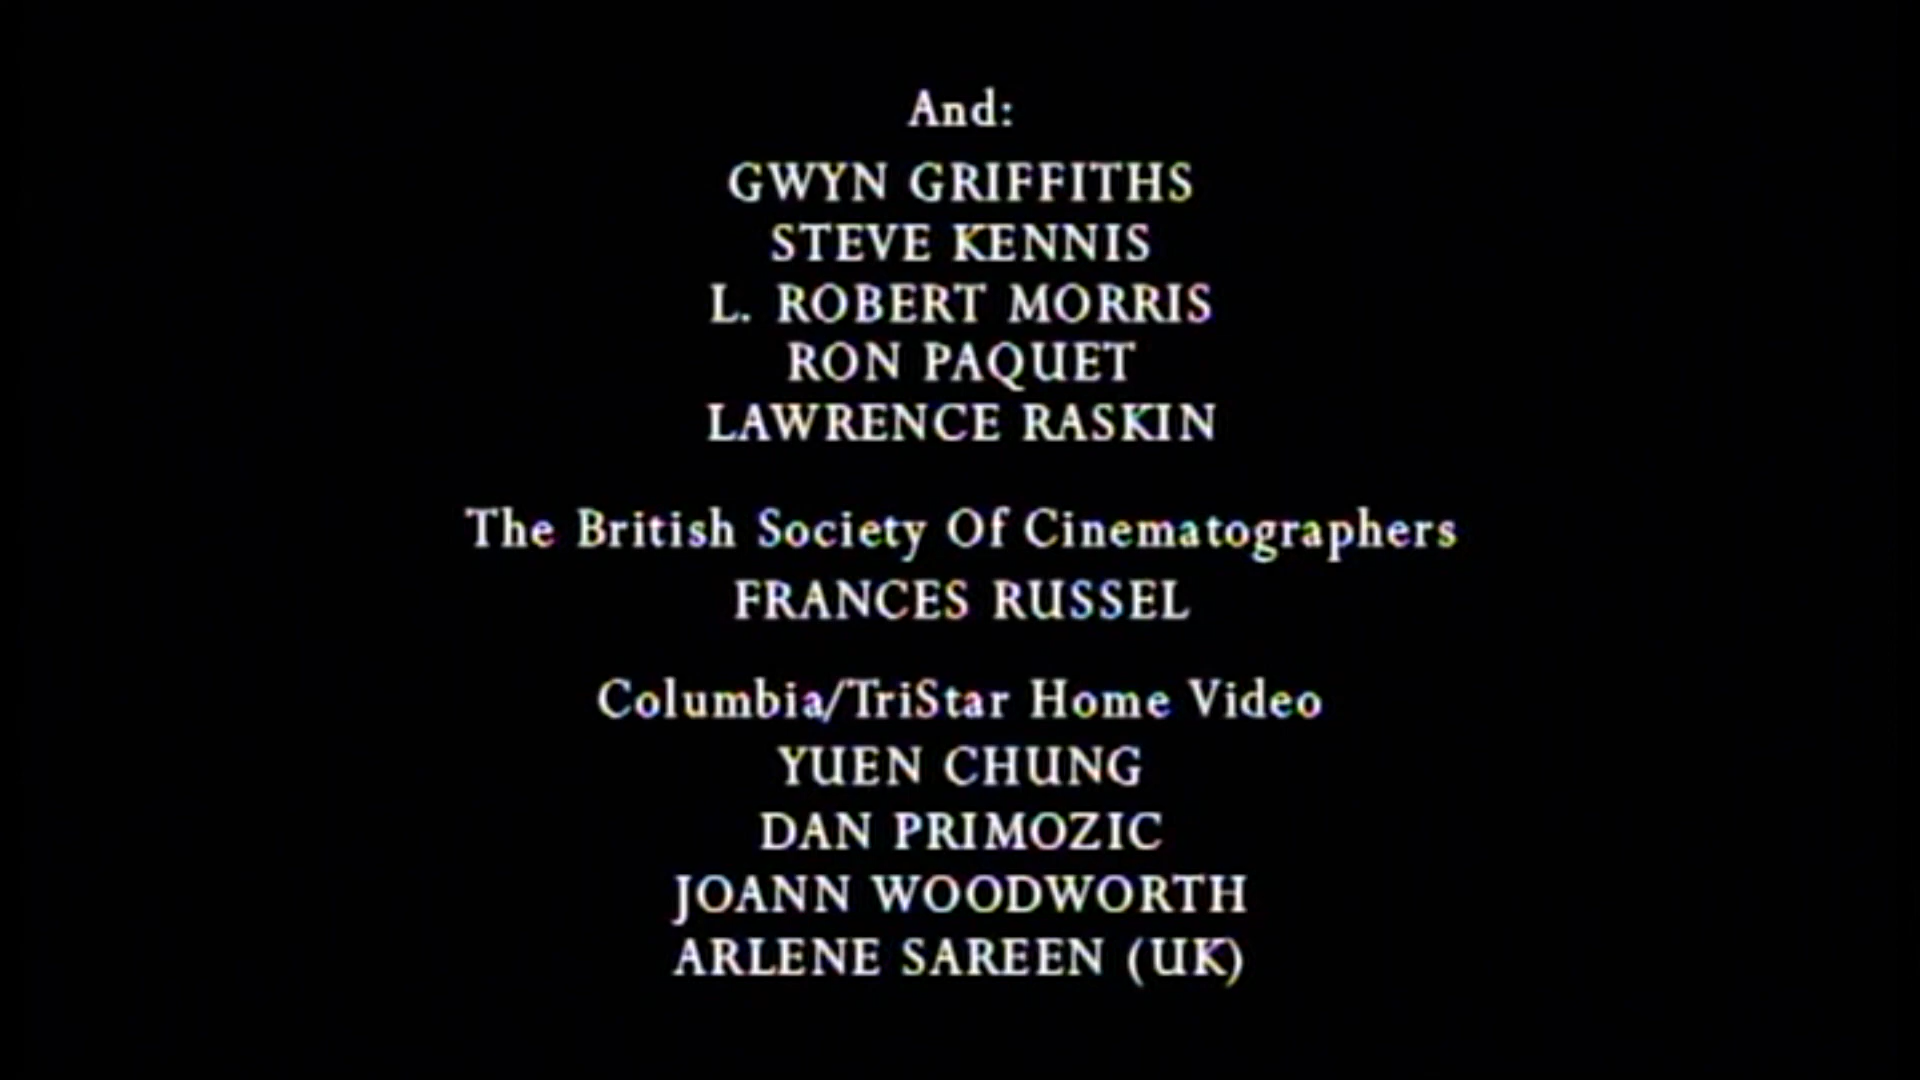 And:
GWYN GRIFFITHS
STEVE KENNIS
L. ROBERT MORRIS
RON PAQUET
LAWRENCE RASKIN
The British Society Of Cinematographers
FRANCES RUSSEL
Columbia/TriStar Home Video
YUEN CHUNG
DAN PRIMOZIC
JOANN WOODWORTH
ARLENE SAREEN (UK)